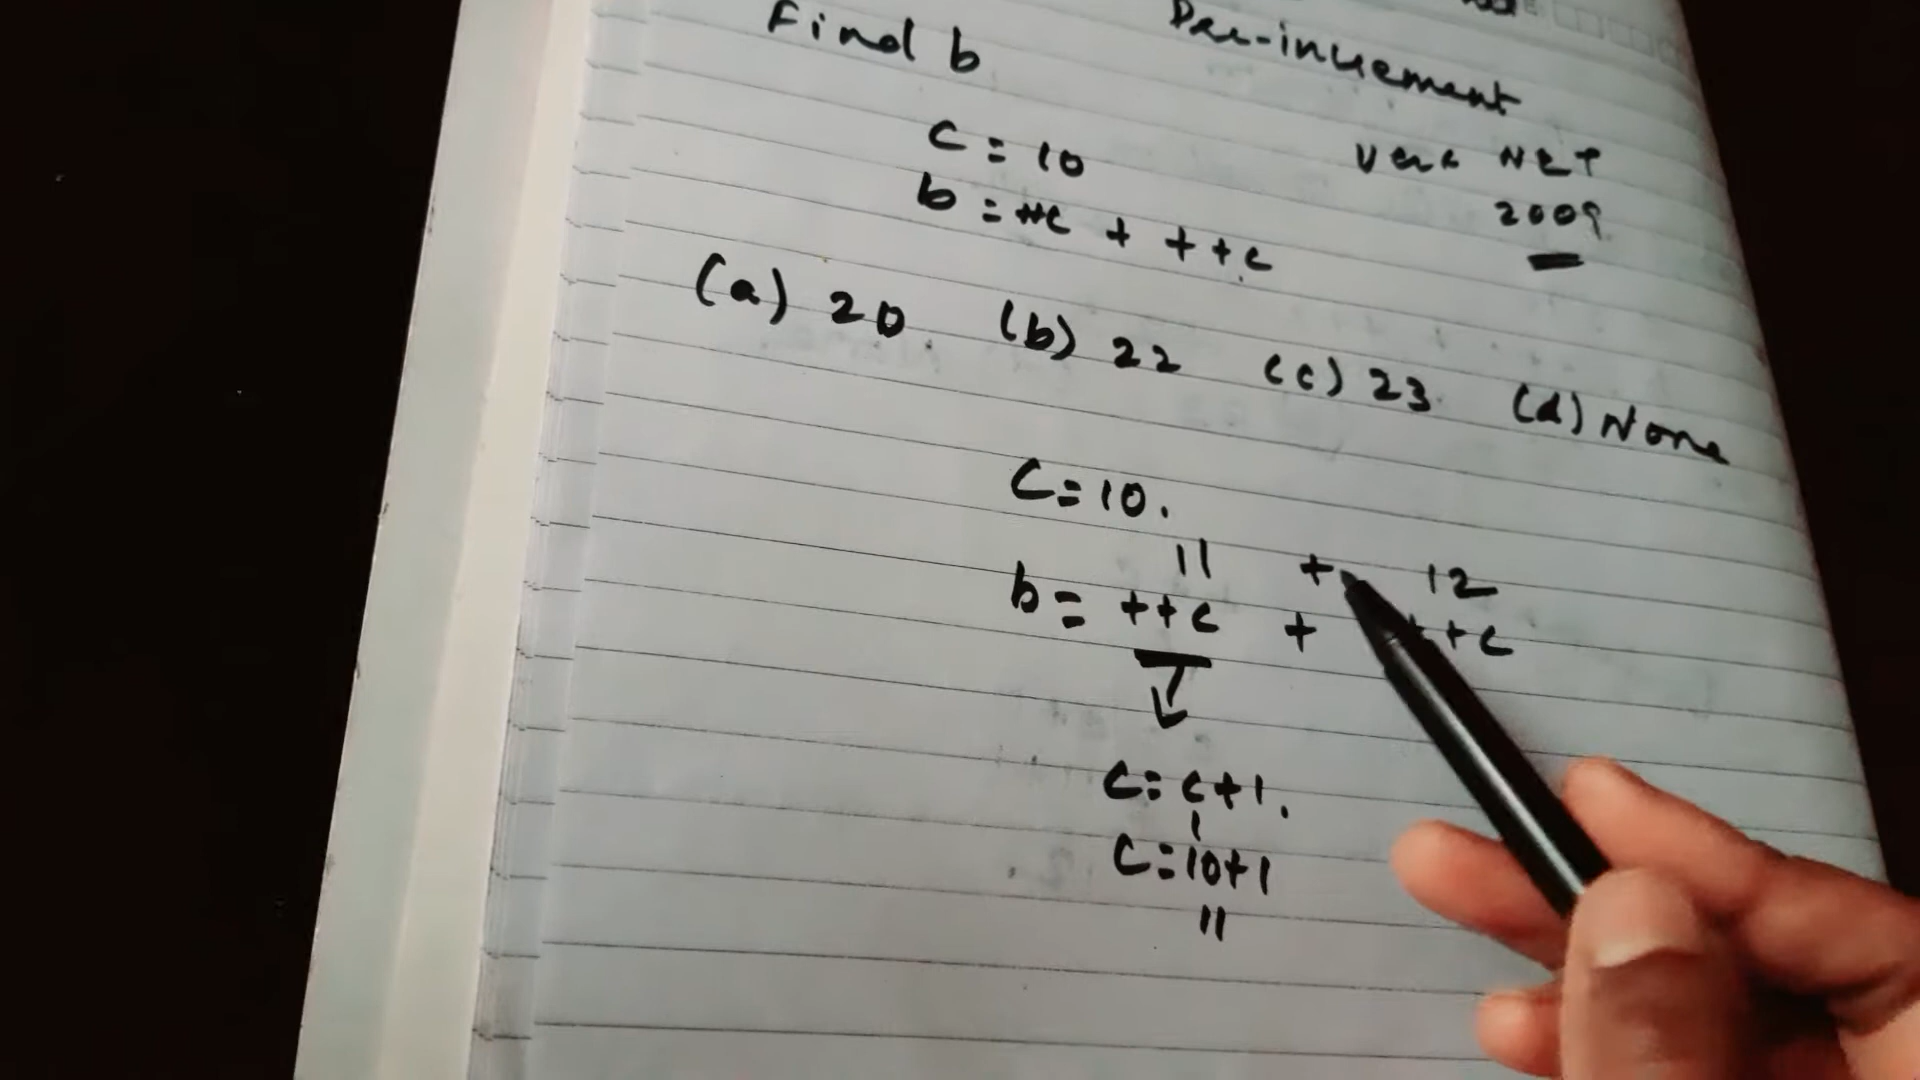 Find b
Pre-increment
C = 10
UGC NET
2009
b = ++c + ++c
(a) 20 (b) 22 (c) 23 (d) None
C = 10.
11 + 12
b = ++c + ++c
c = c+1.
c = 10+1
11